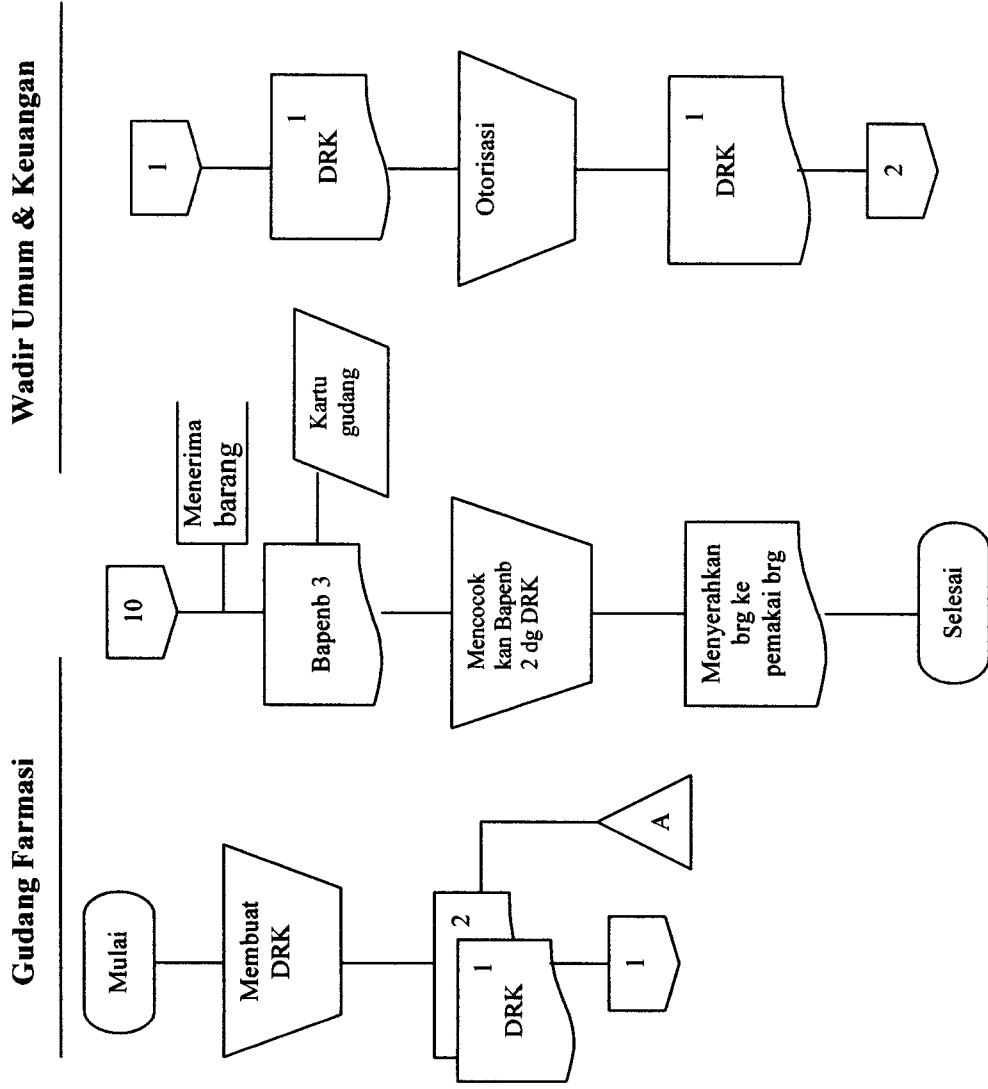 Gudang Farmasi
Mulai
Membuat
DRK
2
1
DRK
A
1
10
Menerima
barang
Bapenb 3
Kartu
gudang
Mencocok
kan Bapenb
2 dg DRK
Menyerahkan
brg ke
pemakai brg
Selesai
Wadir Umum & Keuangan
1
1
DRK
Otorisasi
1
DRK
2